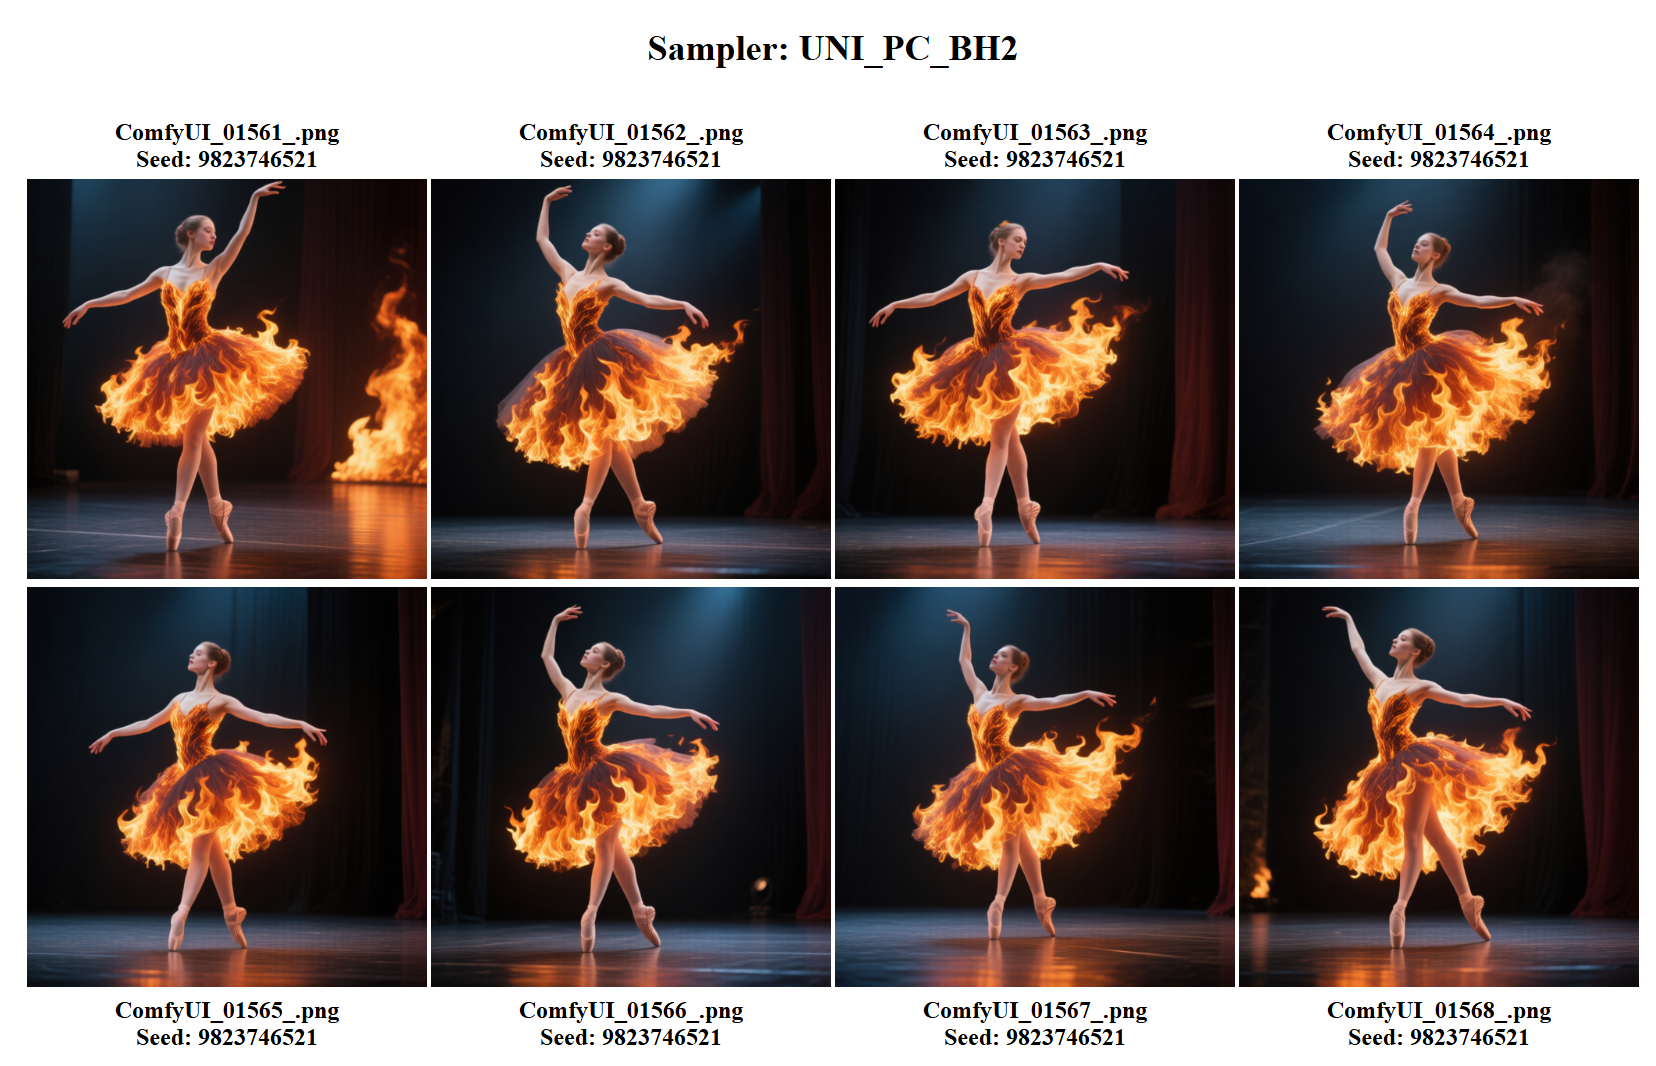 Sampler: UNI_PC_BH2
ComfyUI_01561_.png
Seed: 9823746521
ComfyUI_01562_.png
Seed: 9823746521
ComfyUI_01563_.png
Seed: 9823746521
ComfyUI_01564_.png
Seed: 9823746521
ComfyUI_01565_.png
Seed: 9823746521
ComfyUI_01566_.png
Seed: 9823746521
ComfyUI_01567_.png
Seed: 9823746521
ComfyUI_01568_.png
Seed: 9823746521